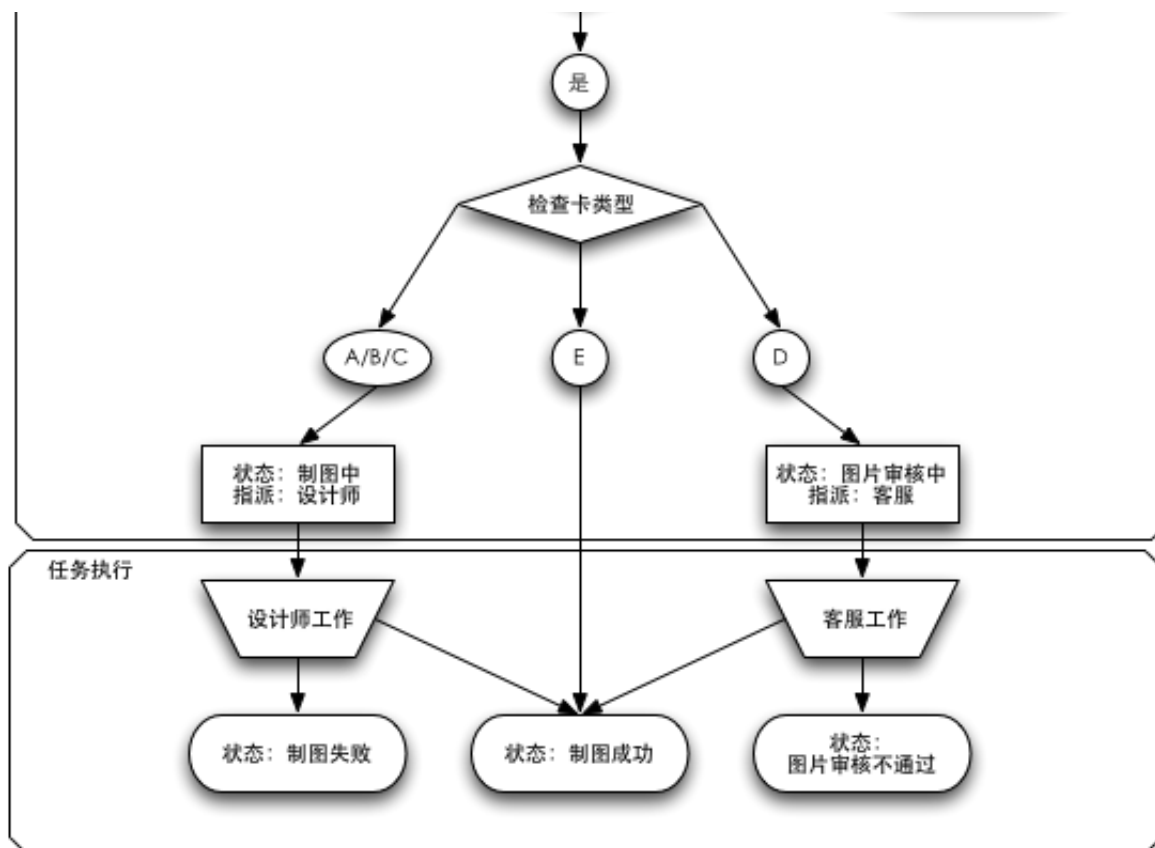 是
检查卡类型
A/B/C
E
D
状态：制图中
指派：设计师
状态：图片审核中
指派：客服
任务执行
设计师工作
客服工作
状态：制图失败
状态：制图成功
状态：
图片审核不通过